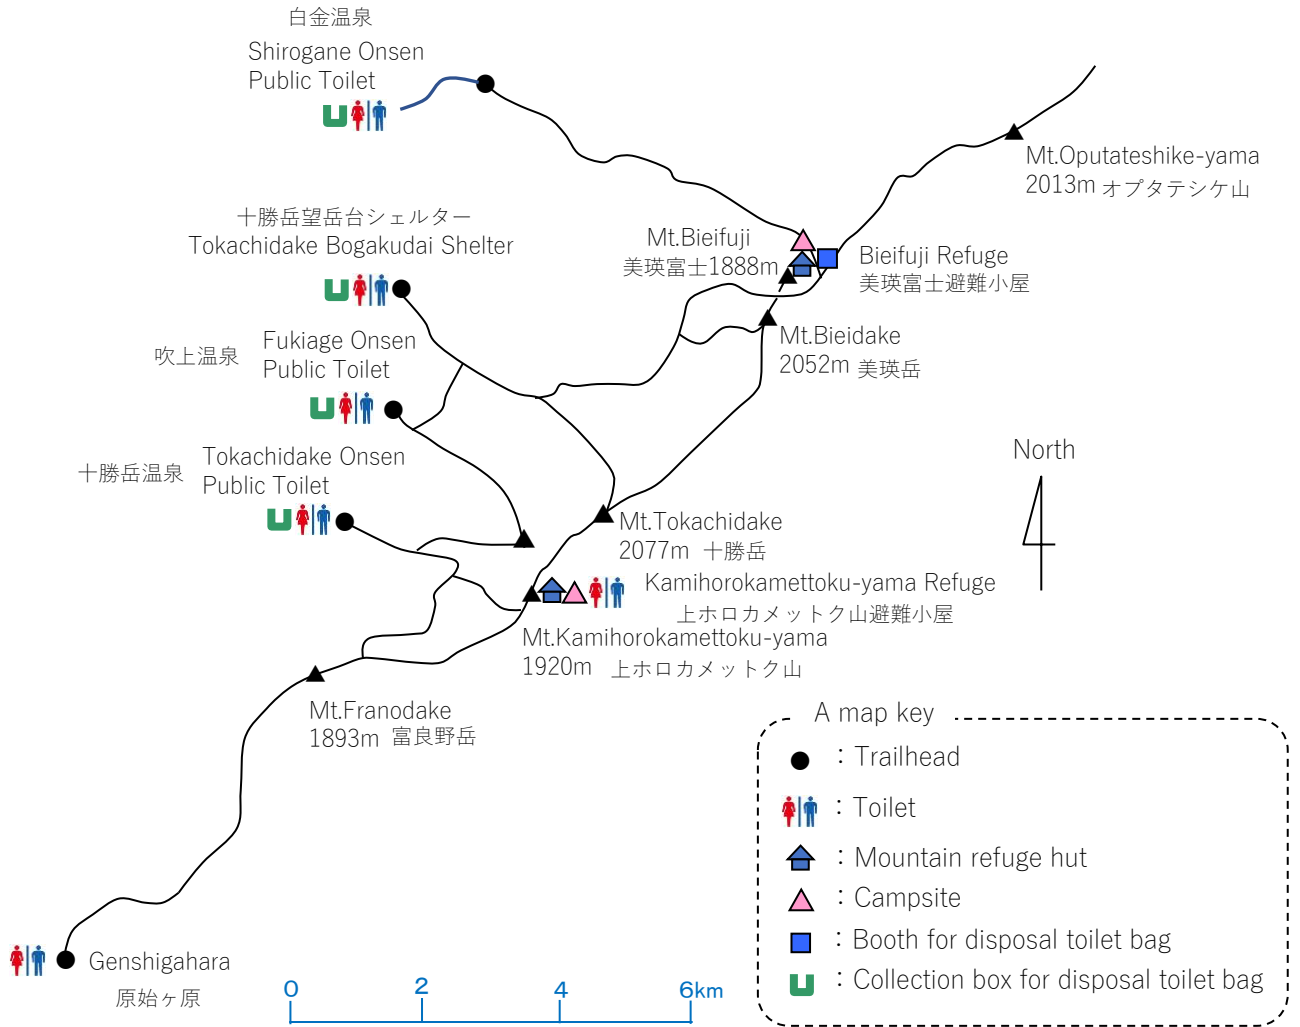 白金温泉
Shirogane Onsen
Public Toilet
Mt.Oputateshike-yama
2013m オプタテシケ山
十勝岳望岳台シェルター
Tokachidake Bogakudai Shelter
Mt.Bieifuji
美瑛富士1888m
Bieifuji Refuge
美瑛富士避難小屋
吹上温泉
Fukiage Onsen
Public Toilet
Mt.Bieidake
2052m 美瑛岳
十勝岳温泉
Tokachidake Onsen
Public Toilet
North
Mt.Tokachidake
2077m 十勝岳
Kamihorokamettoku-yama Refuge
上ホロカメットク山避難小屋
Mt.Kamihorokamettoku-yama
1920m 上ホロカメットク山
Mt.Franodake
1893m 富良野岳
Genshigahara
原始ヶ原
0 2 4 6km
A map key
：Trailhead
：Toilet
：Mountain refuge hut
：Campsite
：Booth for disposal toilet bag
：Collection box for disposal toilet bag